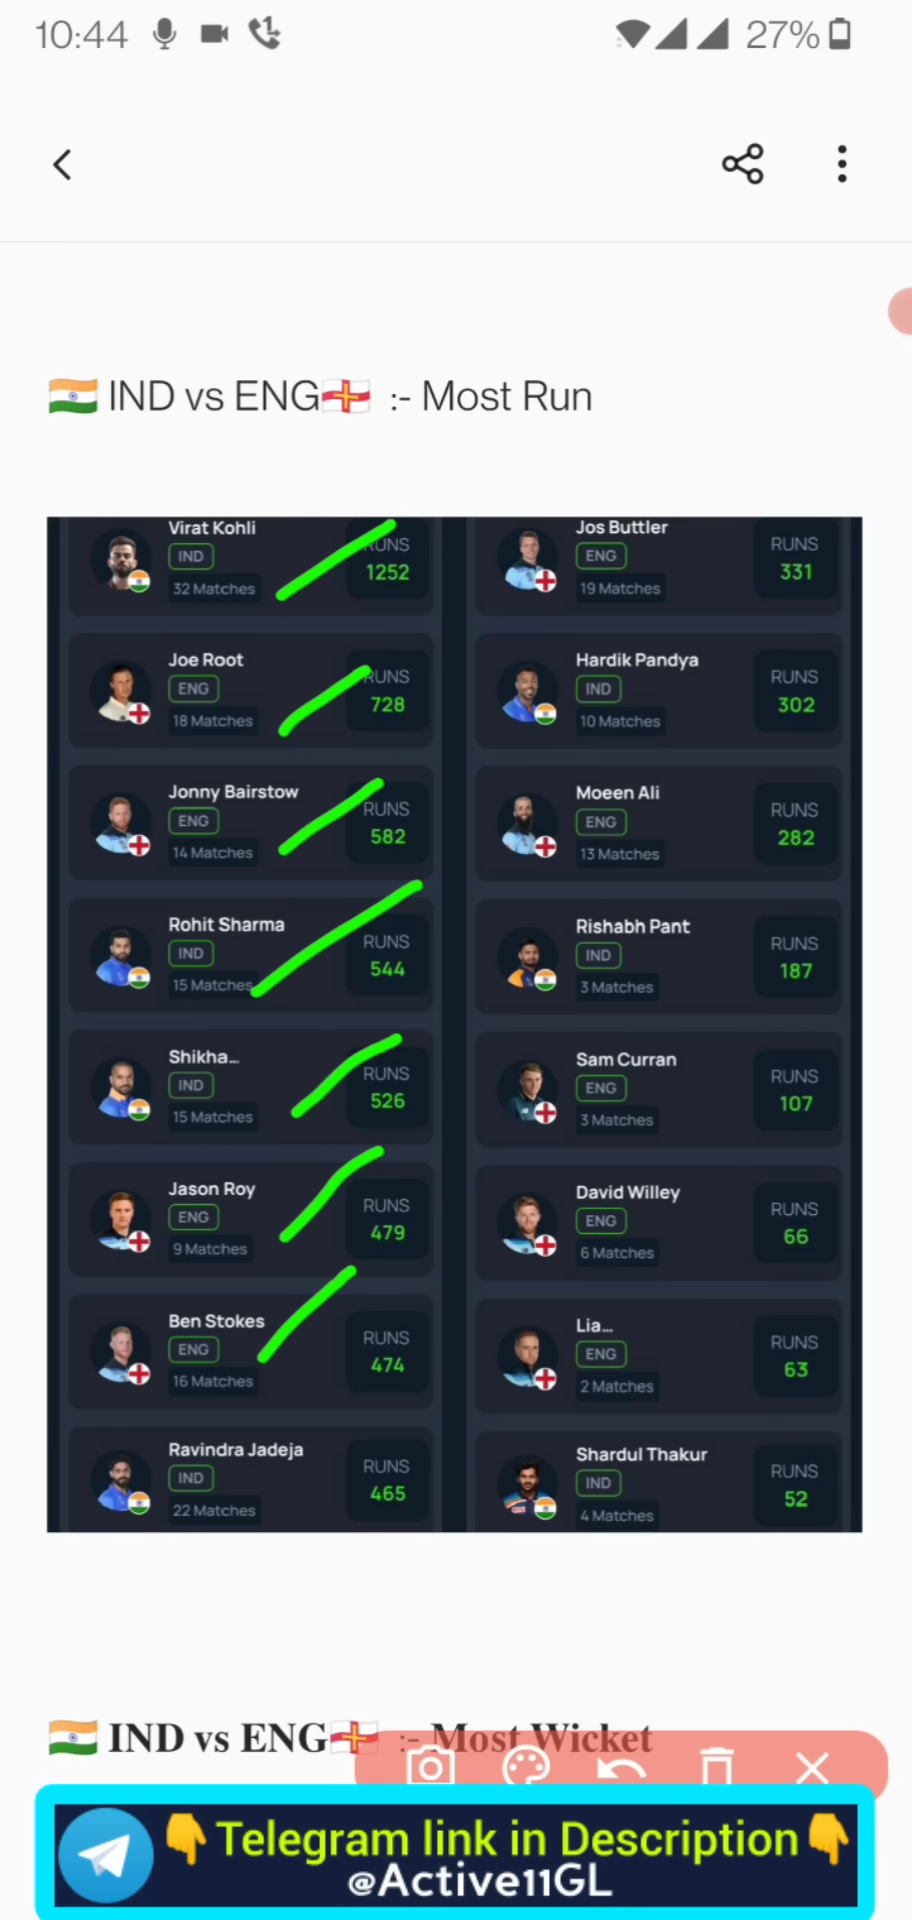 10:44
27%
IND vs ENG :- Most Run
Virat Kohli
IND
32 Matches
RUNS
1252
Joe Root
ENG
18 Matches
RUNS
728
Jonny Bairstow
ENG
14 Matches
RUNS
582
Rohit Sharma
IND
15 Matches
RUNS
544
Shikha...
IND
15 Matches
RUNS
526
Jason Roy
ENG
9 Matches
RUNS
479
Ben Stokes
ENG
16 Matches
RUNS
474
Ravindra Jadeja
IND
22 Matches
RUNS
465
Jos Buttler
ENG
19 Matches
RUNS
331
Hardik Pandya
IND
10 Matches
RUNS
302
Moeen Ali
ENG
13 Matches
RUNS
282
Rishabh Pant
IND
3 Matches
RUNS
187
Sam Curran
ENG
3 Matches
RUNS
107
David Willey
ENG
6 Matches
RUNS
66
Lia...
ENG
2 Matches
RUNS
63
Shardul Thakur
IND
4 Matches
RUNS
52
IND vs ENG :- Most Wicket
Telegram link in Description
@Active11GL